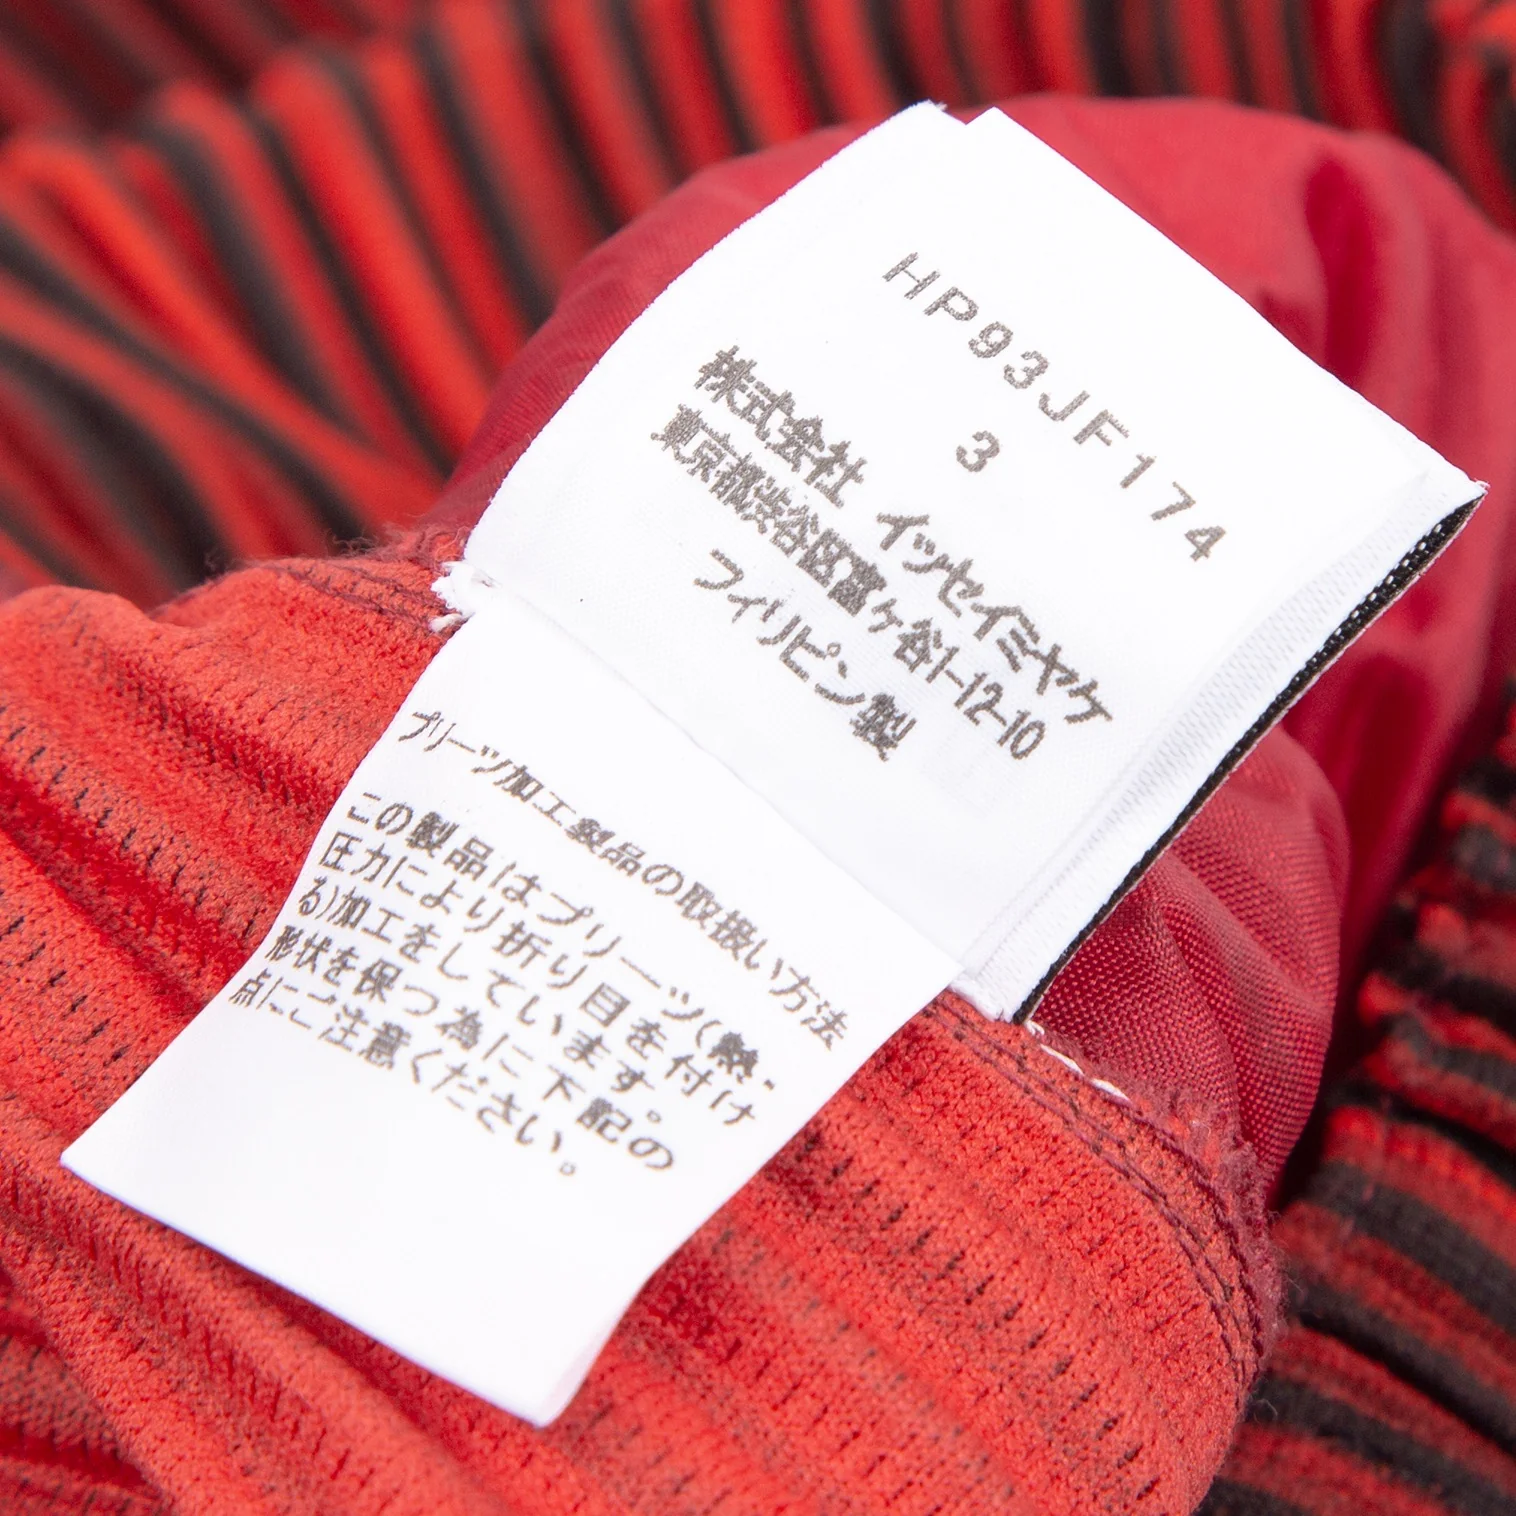 HP93JF174
3
株式会社 イッセイミヤケ
東京都渋谷区富ヶ谷1-12-10
フィリピン製
プリーツ加工製品の取扱い方法
この製品はプリーツ(熱・
圧力により折り目を付け
る)加工をしています。
形状を保つ為に下記の
点にご注意ください。